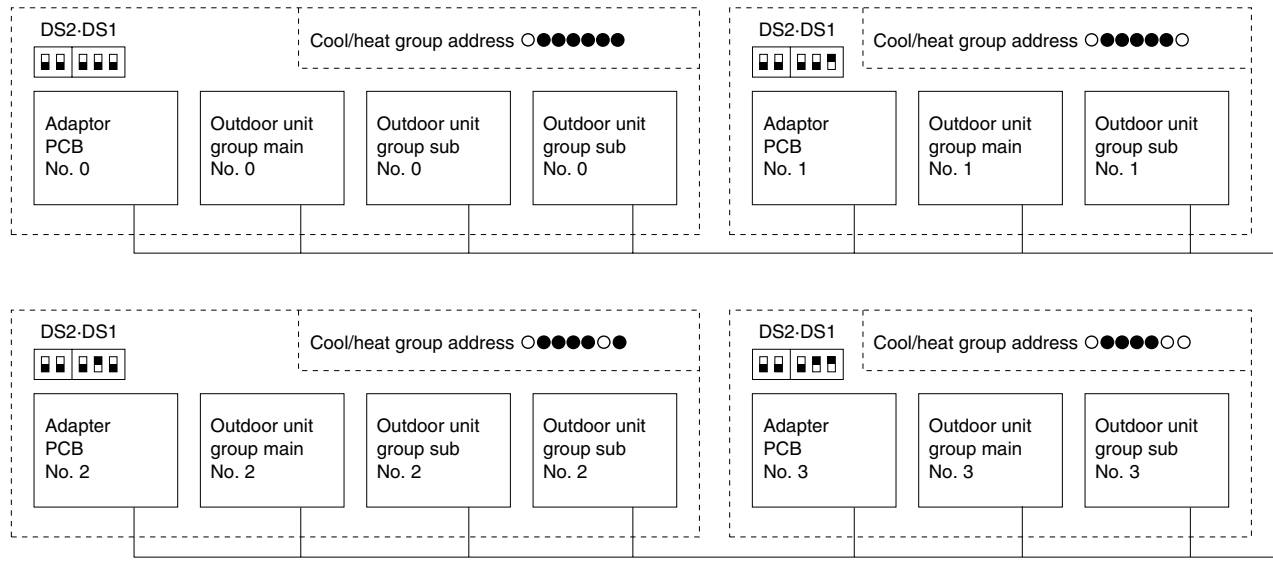 DS2·DS1
Cool/heat group address ○●●●●●●
Adaptor
PCB
No. 0
Outdoor unit
group main
No. 0
Outdoor unit
group sub
No. 0
Outdoor unit
group sub
No. 0
DS2·DS1
Cool/heat group address ○●●●●●○
Adaptor
PCB
No. 1
Outdoor unit
group main
No. 1
Outdoor unit
group sub
No. 1
DS2·DS1
Cool/heat group address ○●●●●○●
Adapter
PCB
No. 2
Outdoor unit
group main
No. 2
Outdoor unit
group sub
No. 2
Outdoor unit
group sub
No. 2
DS2·DS1
Cool/heat group address ○●●●●○○
Adapter
PCB
No. 3
Outdoor unit
group main
No. 3
Outdoor unit
group sub
No. 3